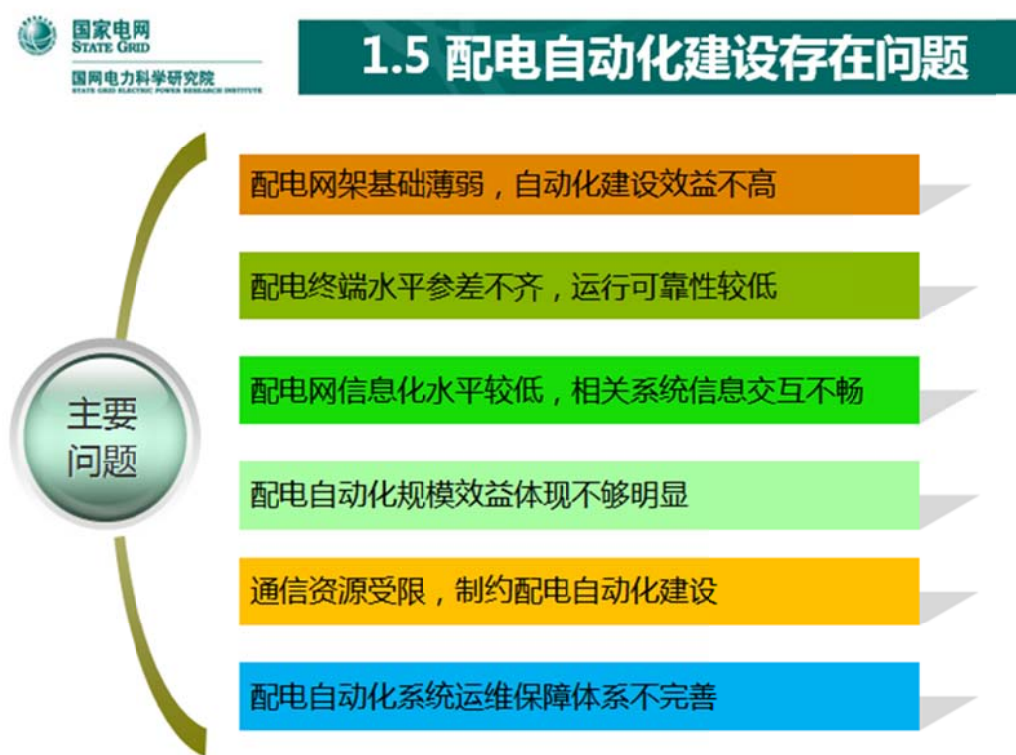 国家电网
STATE GRID
国网电力科学研究院
STATE GRID ELECTRIC POWER RESEARCH INSTITUTE
1.5 配电自动化建设存在问题
配电网架基础薄弱，自动化建设效益不高
配电终端水平参差不齐，运行可靠性较低
配电网信息化水平较低，相关系统信息交互不畅
主要
问题
配电自动化规模效益体现不够明显
通信资源受限，制约配电自动化建设
配电自动化系统运维保障体系不完善